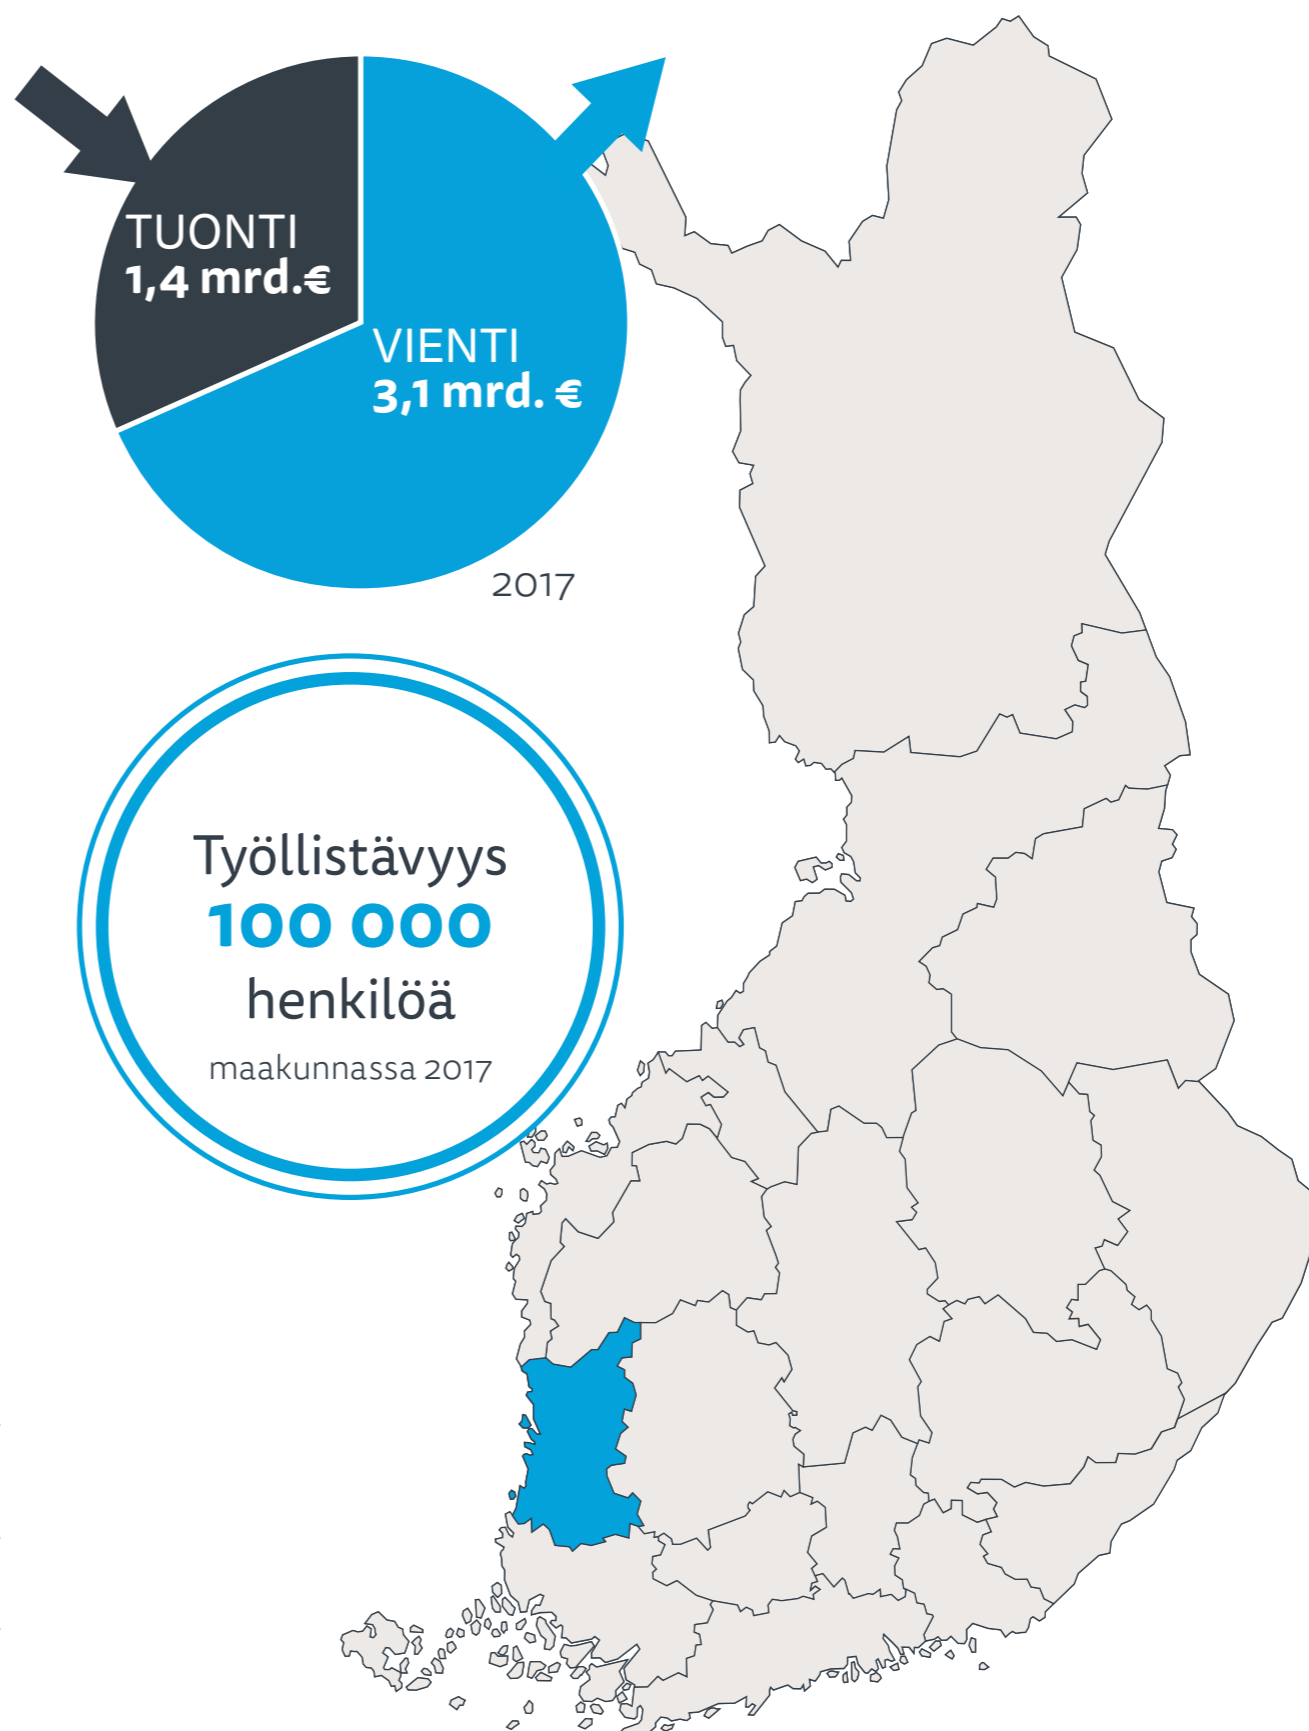 TUONTI
1,4 mrd.€
VIENTI
3,1 mrd. €
2017
Työllistävyys
100 000
henkilöä
maakunnassa 2017